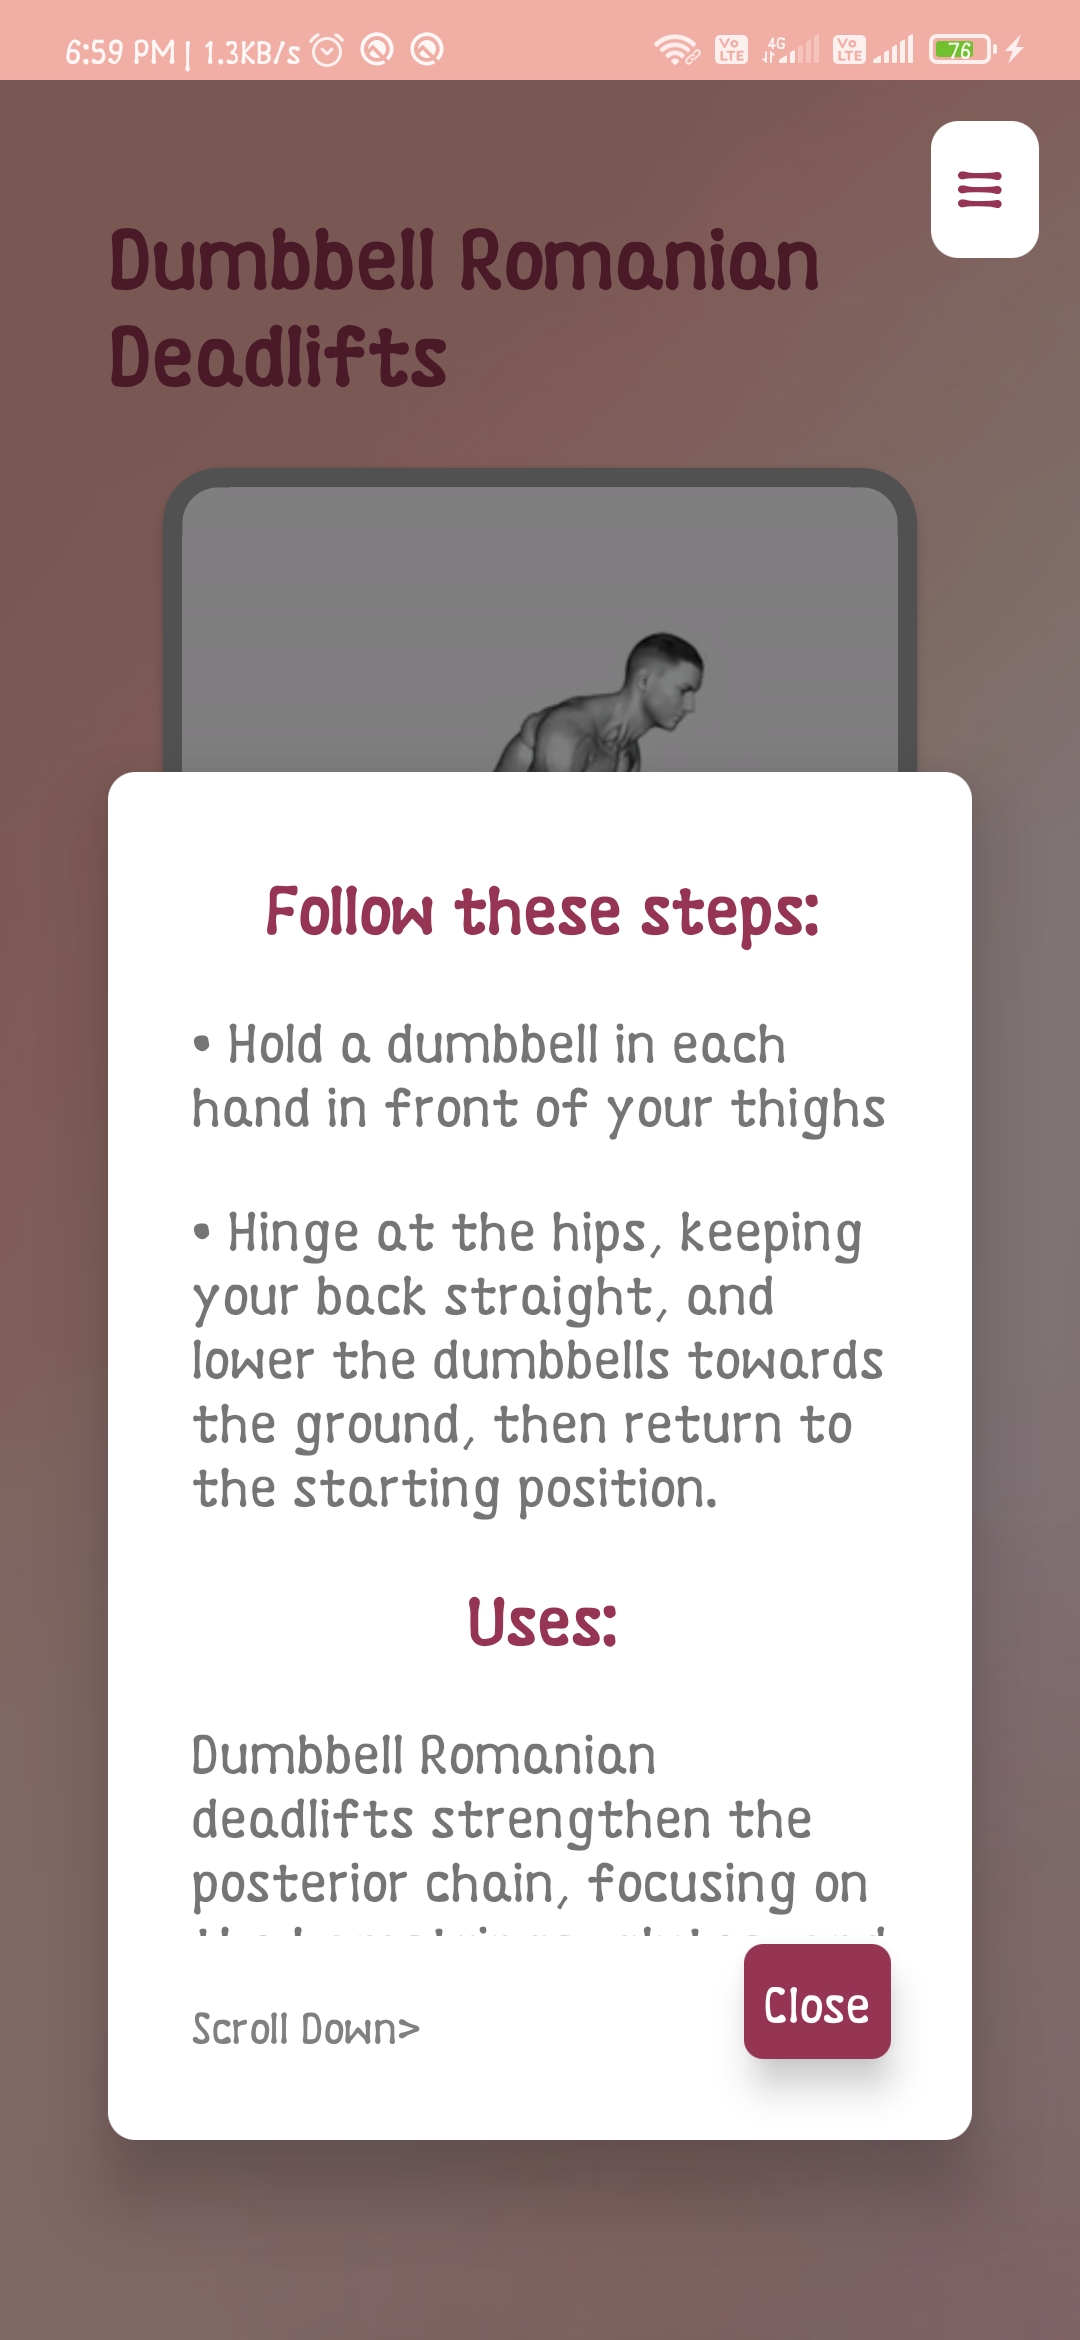 6:59 PM | 1.3KB/s
Vo LTE
4G
Vo LTE
76
Dumbbell Romanian
Deadlifts
Follow these steps:
• Hold a dumbbell in each
hand in front of your thighs
• Hinge at the hips, keeping
your back straight, and
lower the dumbbells towards
the ground, then return to
the starting position.
Uses:
Dumbbell Romanian
deadlifts strengthen the
posterior chain, focusing on
Scroll Down>
Close